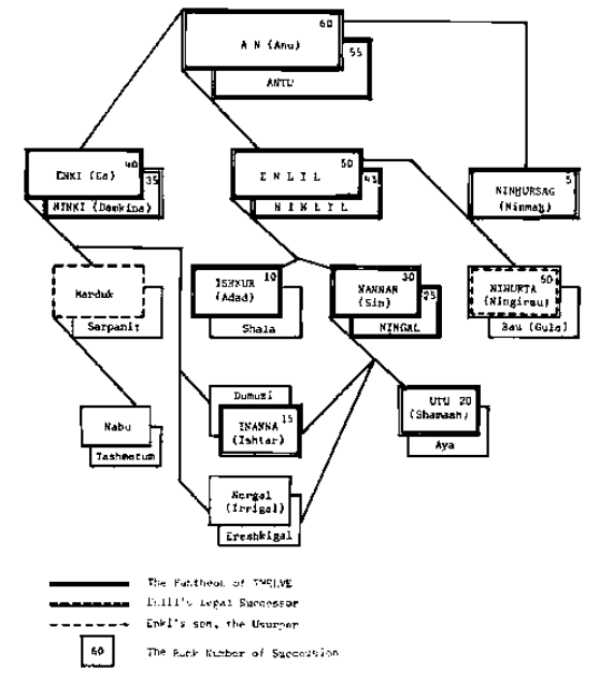 60
A N (Anu)
55
ANTU
40
ENKI (Ea)
35
NINKI (Damkina)
50
E N L I L
45
N I N L I L
5
NINHURSAG
(Ninmah)
Marduk
Sarpanit
10
ISHKUR
(Adad)
Shala
30
NANNAR
(Sin)
25
NINGAL
50
NINURTA
(Ningirsu)
Bau (Gula)
Nabu
Tashmetum
Dumuzi
15
INANNA
(Ishtar)
UTU 20
(Shamash)
Aya
Nergal
(Irrigal)
Ereshkigal
The Pantheon of TWELVE
Enlil's Legal Successor
Enki's son, the Usurper
60
The Rank Number of Succession